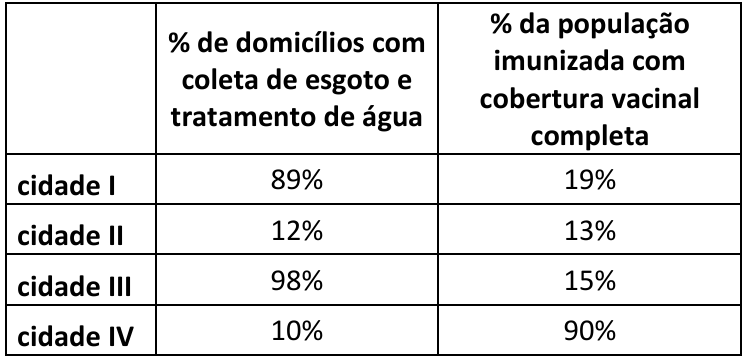 % de domicílios com
coleta de esgoto e
tratamento de água
% da população
imunizada com
cobertura vacinal
completa
cidade I 89% 19%
cidade II 12% 13%
cidade III 98% 15%
cidade IV 10% 90%